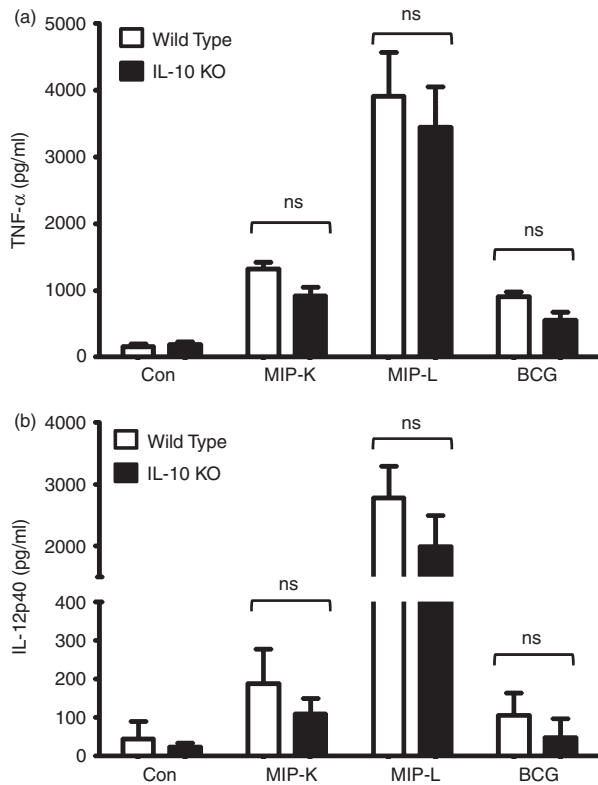 (a)
5000
4000
3000
2000
1000
0
TNF-α (pg/ml)
Wild Type
IL-10 KO
ns
ns
ns
Con
MIP-K
MIP-L
BCG
(b)
4000
3000
2000
400
300
200
100
0
IL-12p40 (pg/ml)
Wild Type
IL-10 KO
ns
ns
ns
Con
MIP-K
MIP-L
BCG